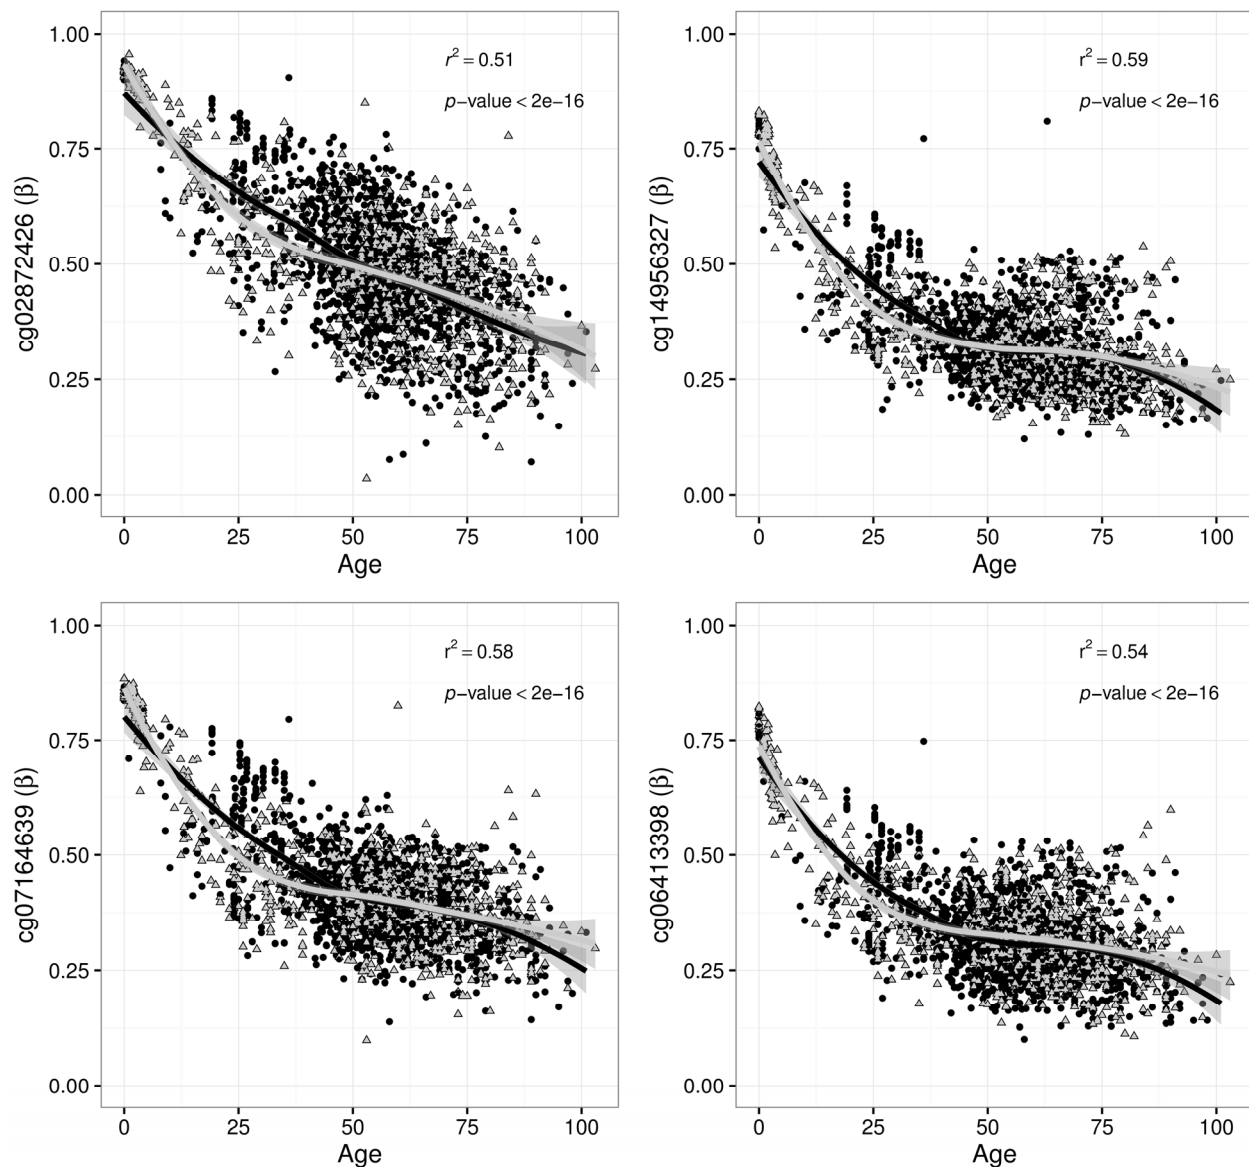 1.00
0.75
0.50
0.25
0.00
cg02872426 (β)
r² = 0.51
p−value < 2e−16
0 25 50 75 100
Age
1.00
0.75
0.50
0.25
0.00
cg14956327 (β)
r² = 0.59
p−value < 2e−16
0 25 50 75 100
Age
1.00
0.75
0.50
0.25
0.00
cg07164639 (β)
r² = 0.58
p−value < 2e−16
0 25 50 75 100
Age
1.00
0.75
0.50
0.25
0.00
cg06413398 (β)
r² = 0.54
p−value < 2e−16
0 25 50 75 100
Age